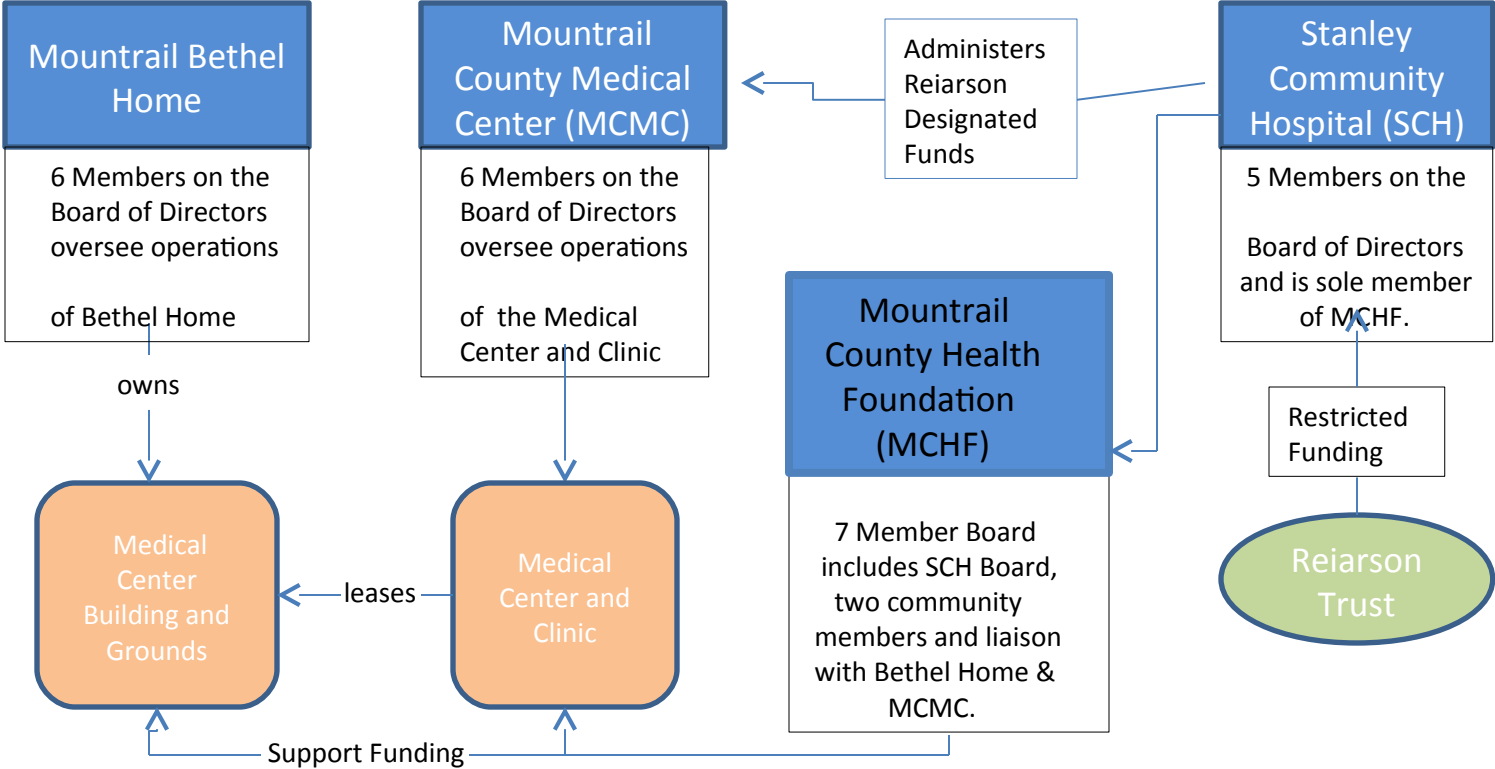 Mountrail Bethel
Home
6 Members on the
Board of Directors
oversee operations
of Bethel Home
owns
Medical
Center
Building and
Grounds
Mountrail
County Medical
Center (MCMC)
6 Members on the
Board of Directors
oversee operations
of the Medical
Center and Clinic
leases
Medical
Center and
Clinic
Support Funding
Administers
Reiarson
Designated
Funds
Mountrail
County Health
Foundation
(MCHF)
7 Member Board
includes SCH Board,
two community
members and liaison
with Bethel Home &
MCMC.
Stanley
Community
Hospital (SCH)
5 Members on the
Board of Directors
and is sole member
of MCHF.
Restricted
Funding
Reiarson
Trust